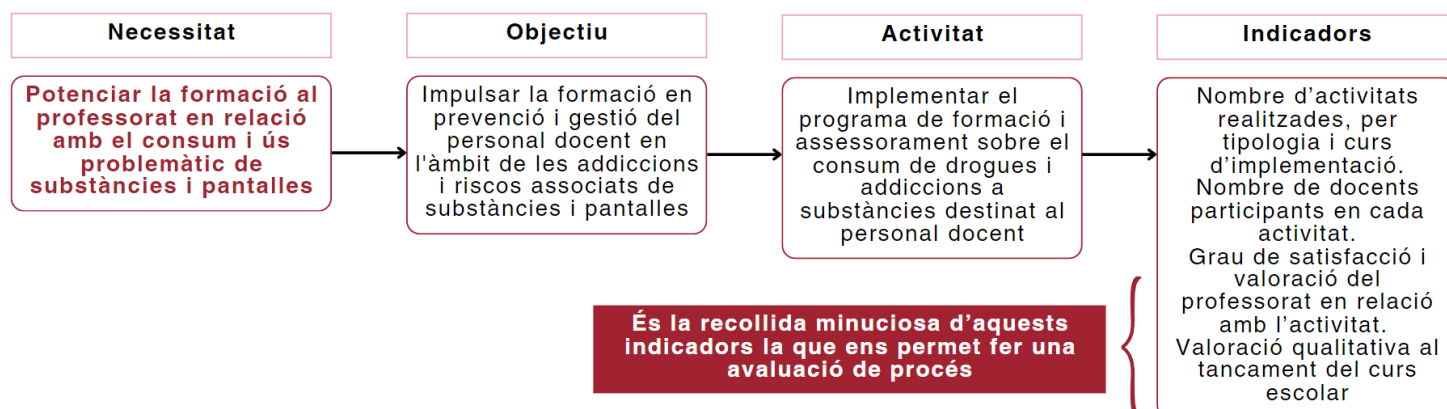 Necessitat
Objectiu
Activitat
Indicadors
Potenciar la formació al
professorat en relació
amb el consum i ús
problemàtic de
substàncies i pantalles
Impulsar la formació en
prevenció i gestió del
personal docent en
l'àmbit de les addiccions
i riscos associats de
substàncies i pantalles
Implementar el
programa de formació i
assessorament sobre el
consum de drogues i
addiccions a
substàncies destinat al
personal docent
Nombre d’activitats
realitzades, per
tipologia i curs
d’implementació.
Nombre de docents
participants en cada
activitat.
Grau de satisfacció i
valoració del
professorat en relació
amb l’activitat.
Valoració qualitativa al
tancament del curs
escolar
És la recollida minuciosa d’aquests
indicadors la que ens permet fer una
avaluació de procés